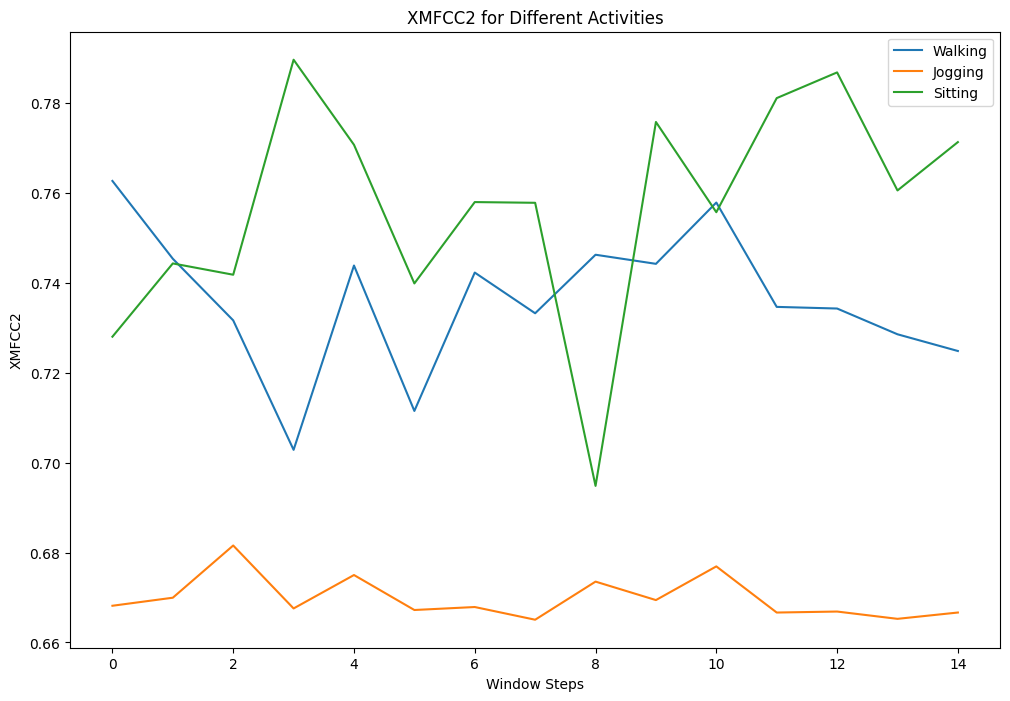 XMFCC2 for Different Activities
Walking
Jogging
Sitting
XMFCC2
0.78
0.76
0.74
0.72
0.70
0.68
0.66
0 2 4 6 8 10 12 14
Window Steps